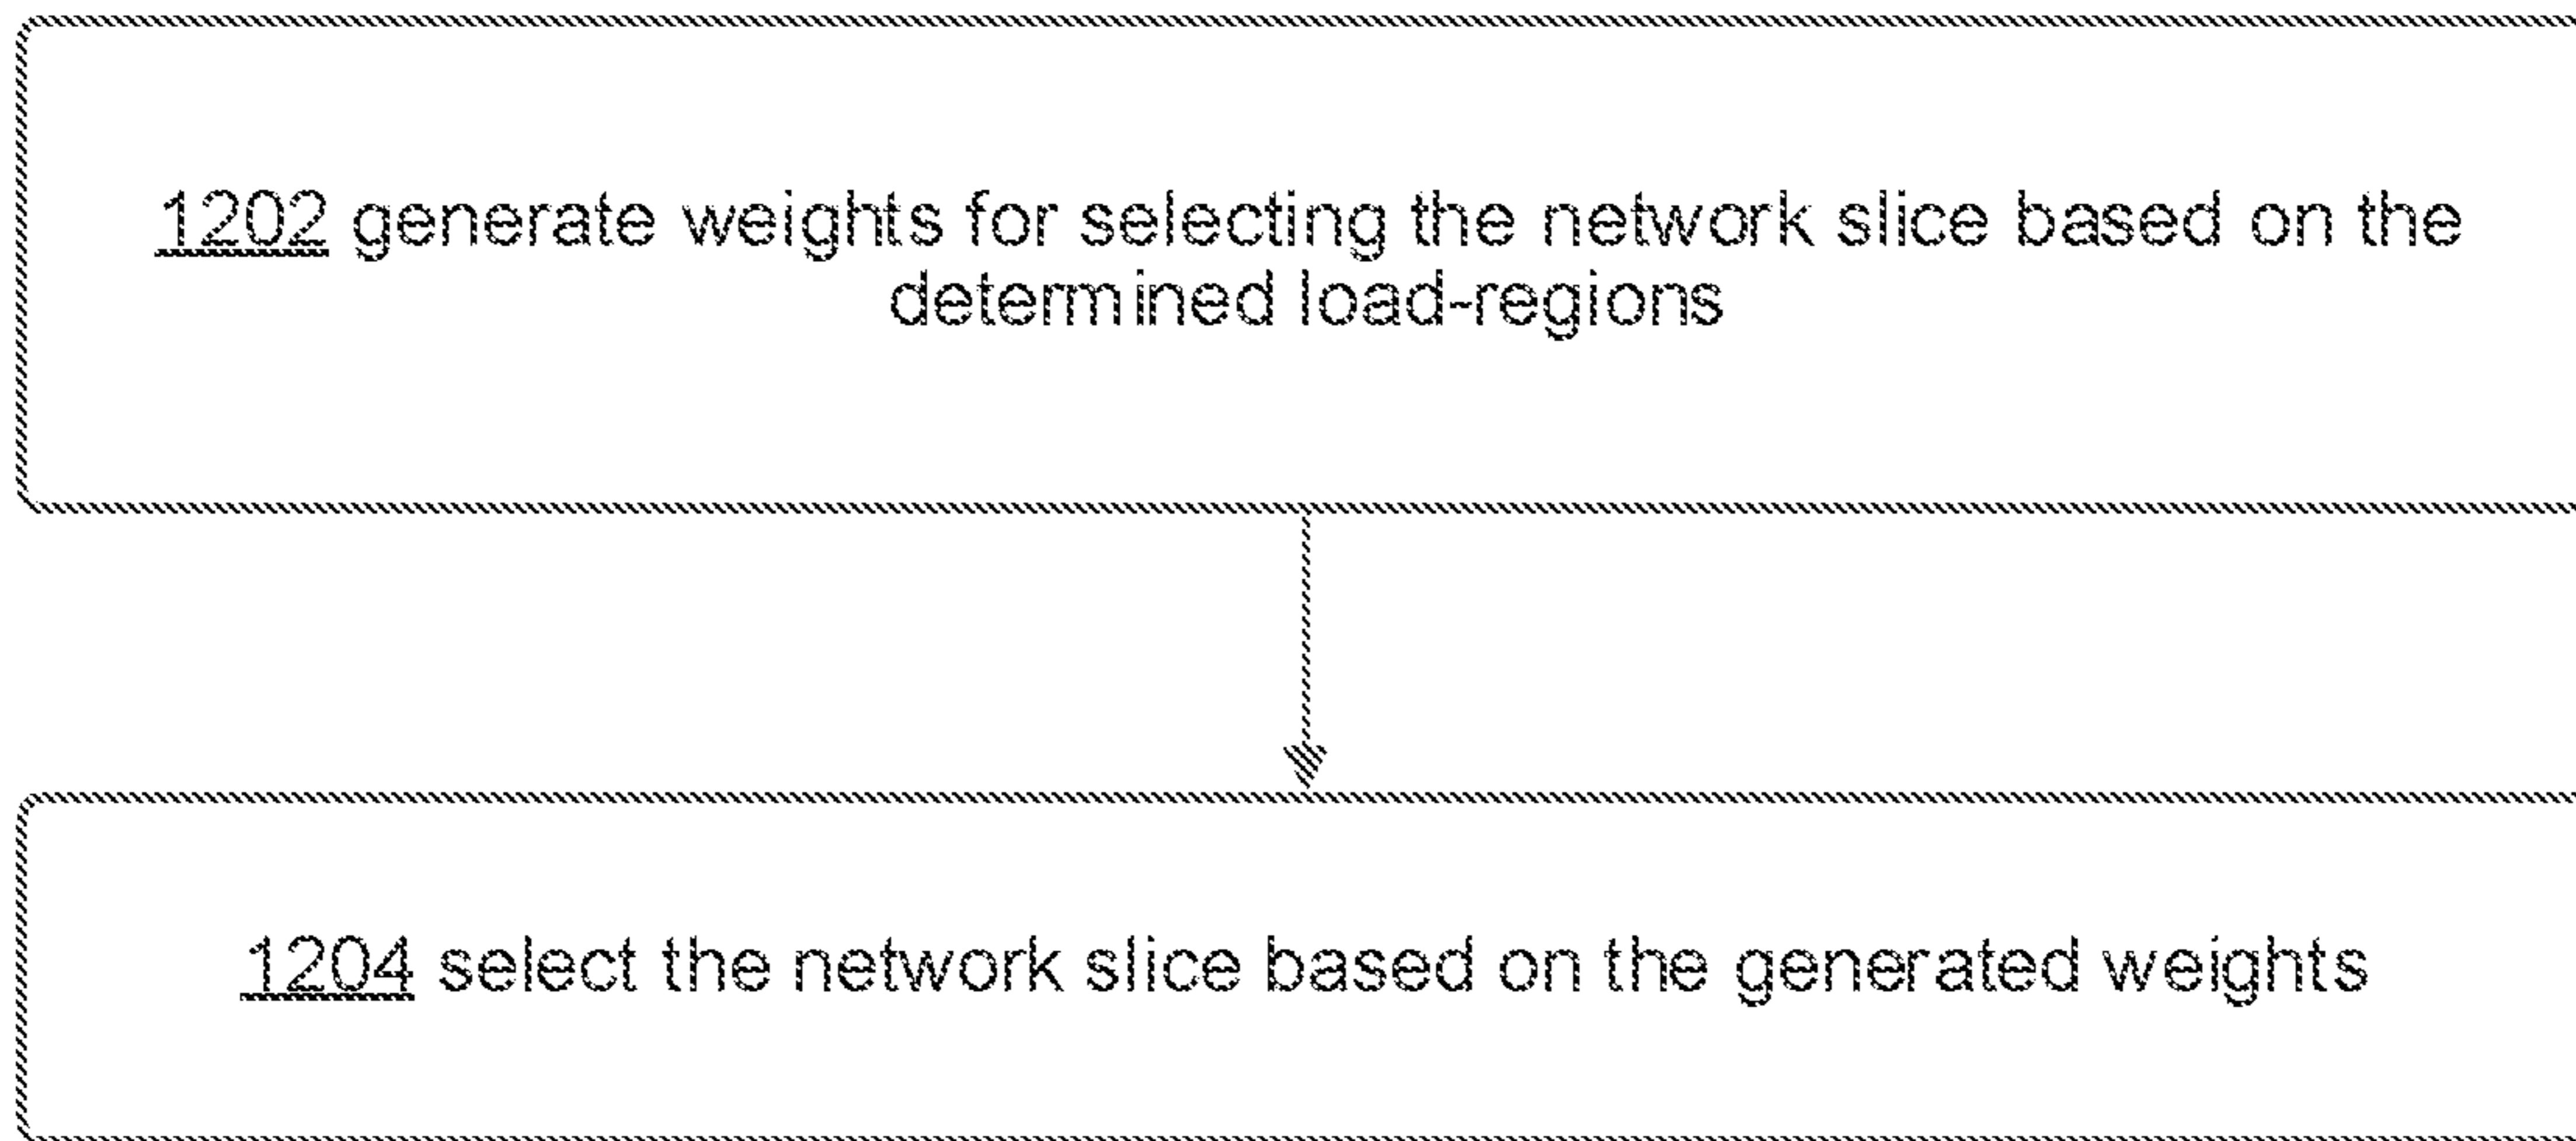 1202 generate weights for selecting the network slice based on the
determined load-regions
1204 select the network slice based on the generated weights